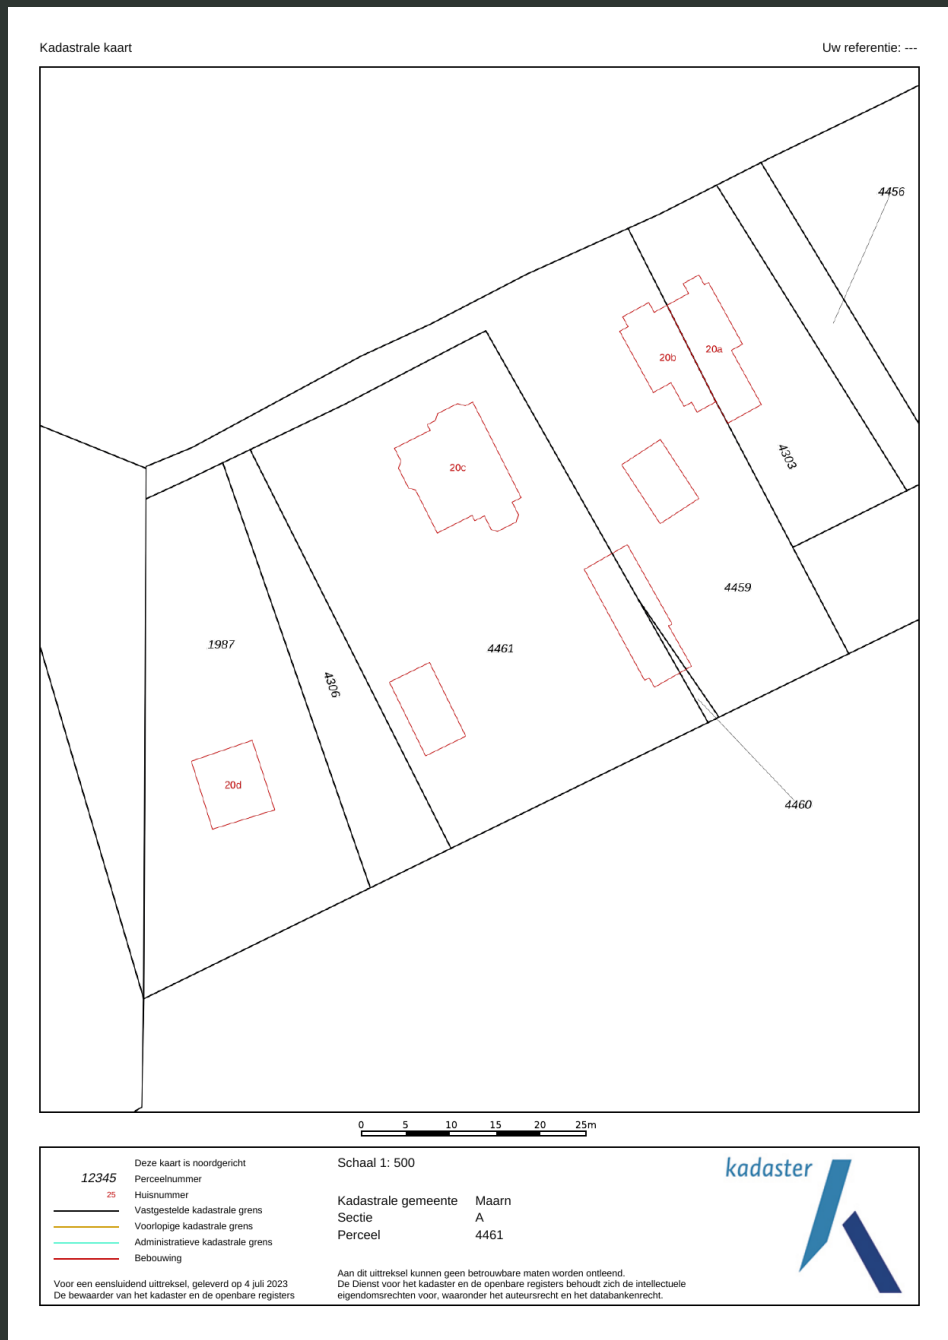 Kadastrale kaart
Uw referentie: ---
4456
20b
20a
4303
20c
4459
1987
4461
4306
20d
4460
0 5 10 15 20 25m
Deze kaart is noordgericht
12345 Perceelnummer
25 Huisnummer
Vastgestelde kadastrale grens
Voorlopige kadastrale grens
Administratieve kadastrale grens
Bebouwing
Voor een eensluidend uittreksel, geleverd op 4 juli 2023
De bewaarder van het kadaster en de openbare registers
Schaal 1: 500
Kadastrale gemeente Maarn
Sectie A
Perceel 4461
Aan dit uittreksel kunnen geen betrouwbare maten worden ontleend.
De Dienst voor het kadaster en de openbare registers behoudt zich de intellectuele
eigendomsrechten voor, waaronder het auteursrecht en het databankenrecht.
kadaster